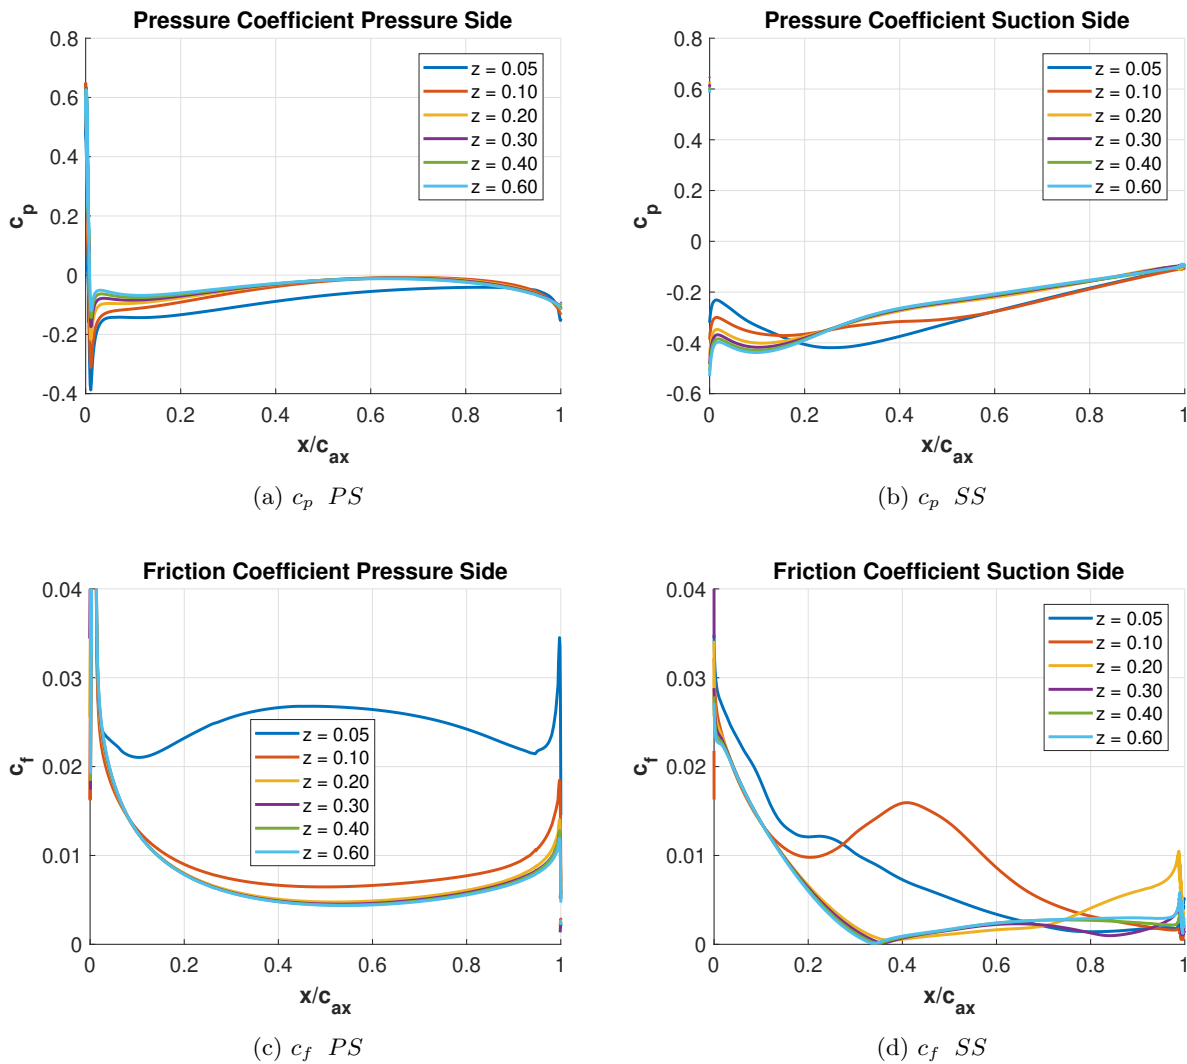 Pressure Coefficient Pressure Side
0.8
0.6
0.4
0.2
0
-0.2
-0.4
c_p
z = 0.05
z = 0.10
z = 0.20
z = 0.30
z = 0.40
z = 0.60
0 0.2 0.4 0.6 0.8 1
x/c_ax
(a) c_p PS
Pressure Coefficient Suction Side
0.8
0.6
0.4
0.2
0
-0.2
-0.4
-0.6
c_p
z = 0.05
z = 0.10
z = 0.20
z = 0.30
z = 0.40
z = 0.60
0 0.2 0.4 0.6 0.8 1
x/c_ax
(b) c_p SS
Friction Coefficient Pressure Side
0.04
0.03
0.02
0.01
0
c_f
z = 0.05
z = 0.10
z = 0.20
z = 0.30
z = 0.40
z = 0.60
0 0.2 0.4 0.6 0.8 1
x/c_ax
(c) c_f PS
Friction Coefficient Suction Side
0.04
0.03
0.02
0.01
0
c_f
z = 0.05
z = 0.10
z = 0.20
z = 0.30
z = 0.40
z = 0.60
0 0.2 0.4 0.6 0.8 1
x/c_ax
(d) c_f SS